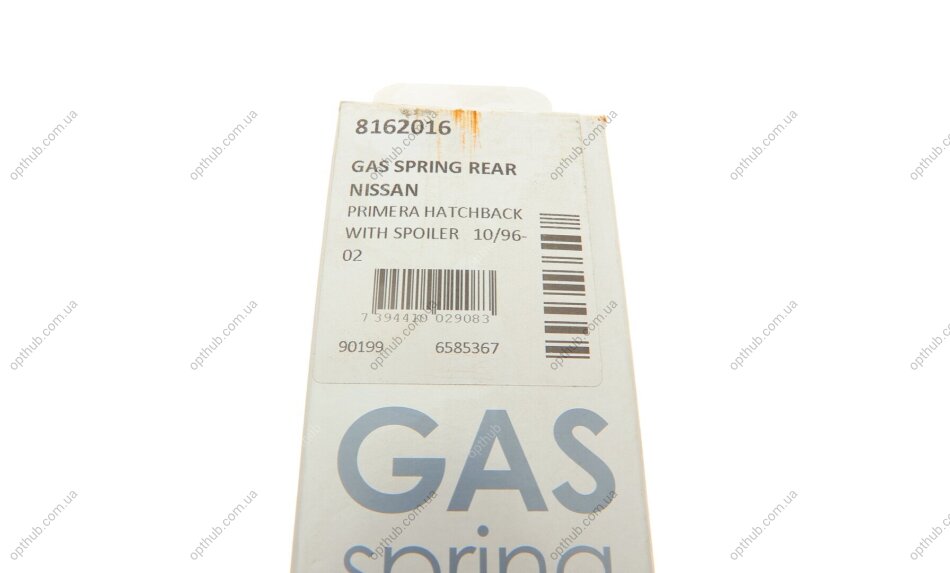 8162016
GAS SPRING REAR
NISSAN
PRIMERA HATCHBACK
WITH SPOILER 10/96-
02
7 394410 029083
90199 6585367
GAS
spring
opthub.com.ua